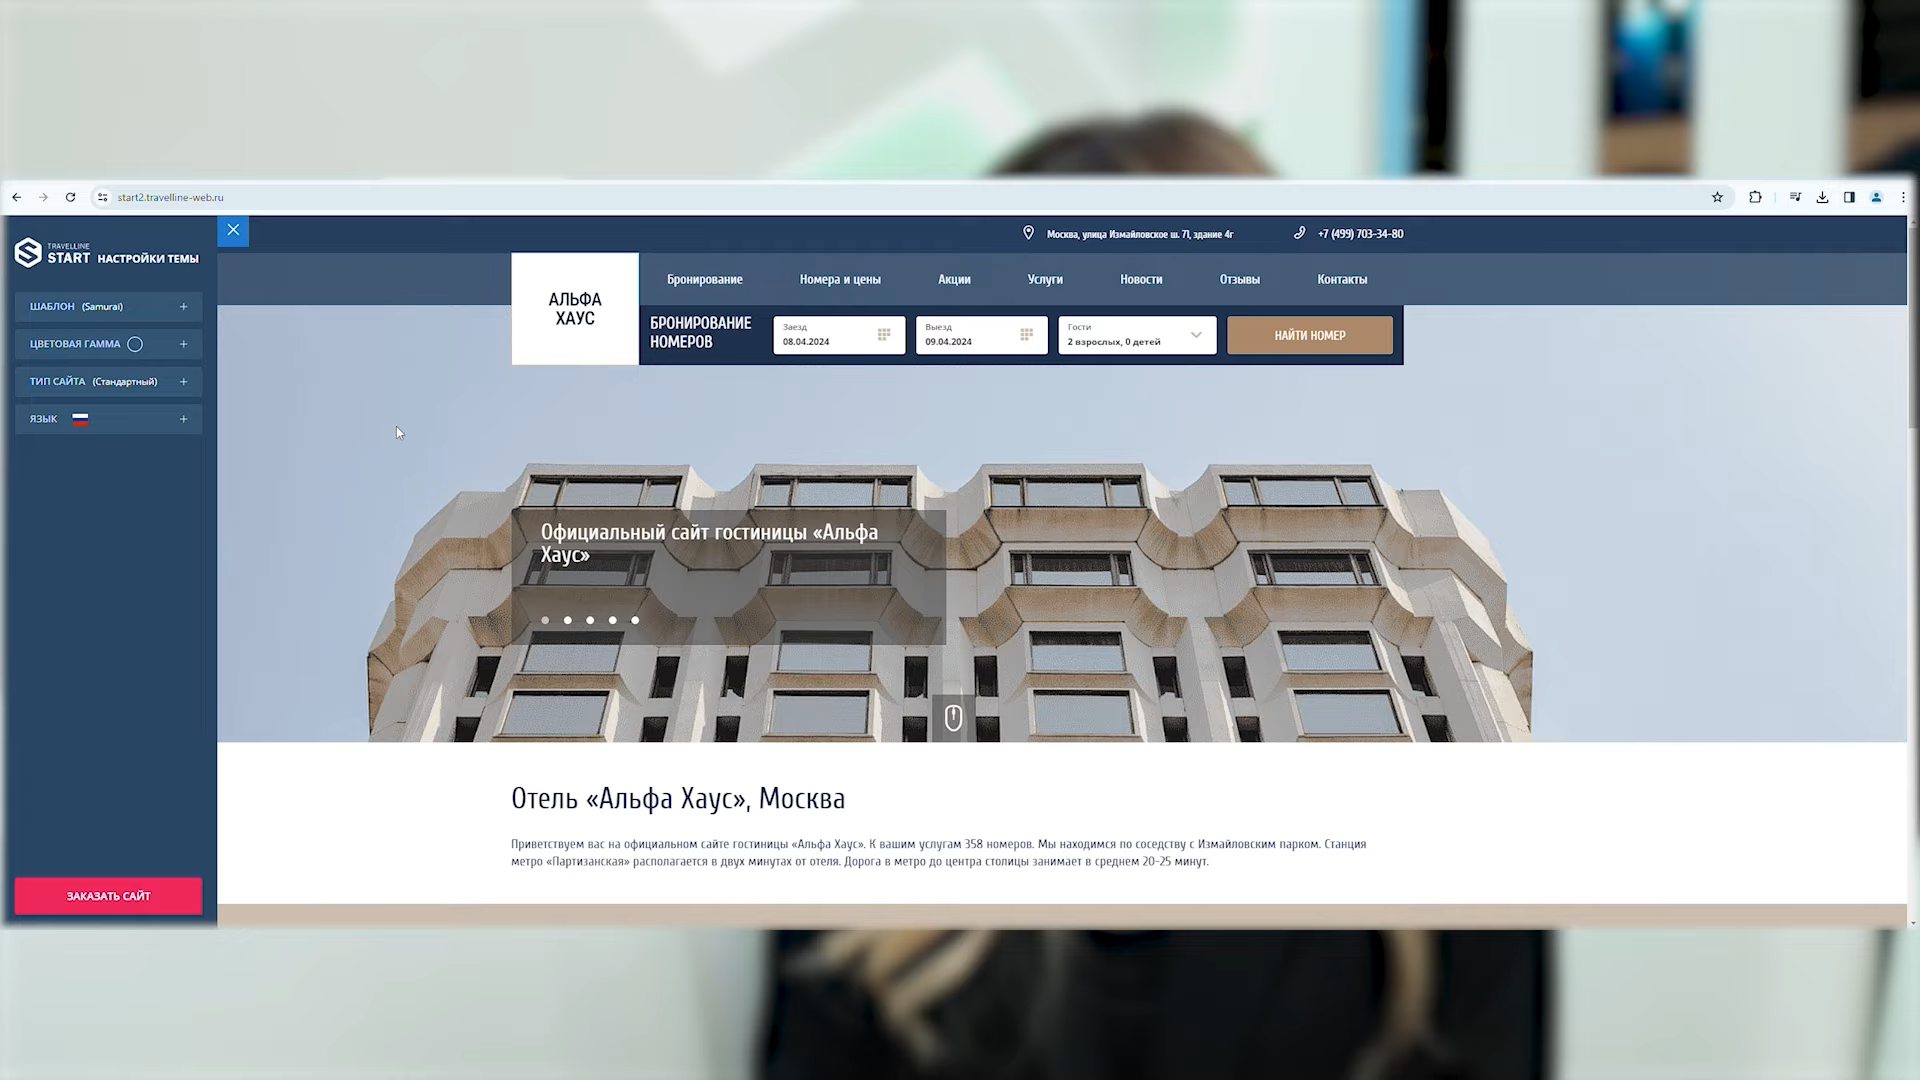 start2.travelline-web.ru
TRAVELLINE
START НАСТРОЙКИ ТЕМЫ
ШАБЛОН (Samurai) +
ЦВЕТОВАЯ ГАММА +
ТИП САЙТА (Стандартный) +
ЯЗЫК +
ЗАКАЗАТЬ САЙТ
Москва, улица Измайловское ш. 71, здание 4г
+7 (499) 703-34-80
АЛЬФА
ХАУС
Бронирование Номера и цены Акции Услуги Новости Отзывы Контакты
БРОНИРОВАНИЕ
НОМЕРОВ
Заезд
08.04.2024
Выезд
09.04.2024
Гости
2 взрослых, 0 детей
НАЙТИ НОМЕР
Официальный сайт гостиницы «Альфа
Хаус»
Отель «Альфа Хаус», Москва
Приветствуем вас на официальном сайте гостиницы «Альфа Хаус». К вашим услугам 358 номеров. Мы находимся по соседству с Измайловским парком. Станция
метро «Партизанская» располагается в двух минутах от отеля. Дорога в метро до центра столицы занимает в среднем 20-25 минут.